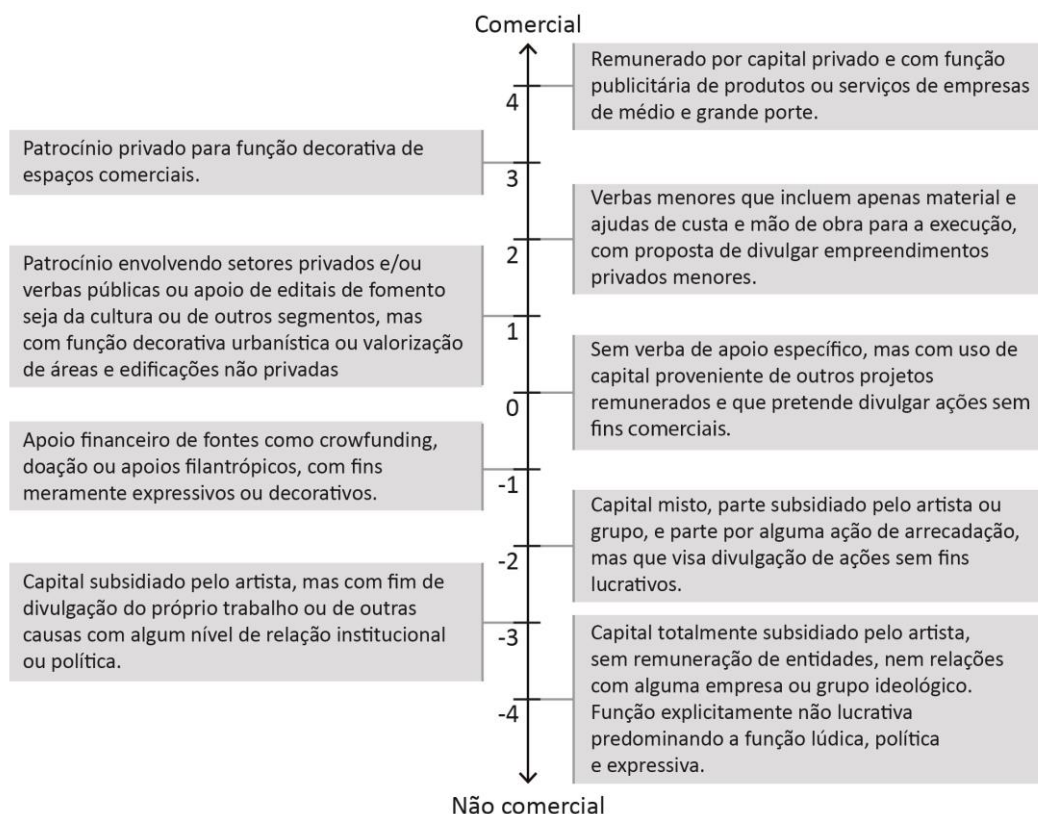 Comercial
4
Remunerado por capital privado e com função
publicitária de produtos ou serviços de empresas
de médio e grande porte.
Patrocínio privado para função decorativa de
espaços comerciais.
3
Verbas menores que incluem apenas material e
ajudas de custa e mão de obra para a execução,
com proposta de divulgar empreendimentos
privados menores.
2
Patrocínio envolvendo setores privados e/ou
verbas públicas ou apoio de editais de fomento
seja da cultura ou de outros segmentos, mas
com função decorativa urbanística ou valorização
de áreas e edificações não privadas
1
Sem verba de apoio específico, mas com uso de
capital proveniente de outros projetos
remunerados e que pretende divulgar ações sem
fins comerciais.
0
Apoio financeiro de fontes como crowfunding,
doação ou apoios filantrópicos, com fins
meramente expressivos ou decorativos.
-1
Capital misto, parte subsidiado pelo artista ou
grupo, e parte por alguma ação de arrecadação,
mas que visa divulgação de ações sem fins
lucrativos.
-2
Capital subsidiado pelo artista, mas com fim de
divulgação do próprio trabalho ou de outras
causas com algum nível de relação institucional
ou política.
-3
Capital totalmente subsidiado pelo artista,
sem remuneração de entidades, nem relações
com alguma empresa ou grupo ideológico.
Função explicitamente não lucrativa
predominando a função lúdica, política
e expressiva.
-4
Não comercial